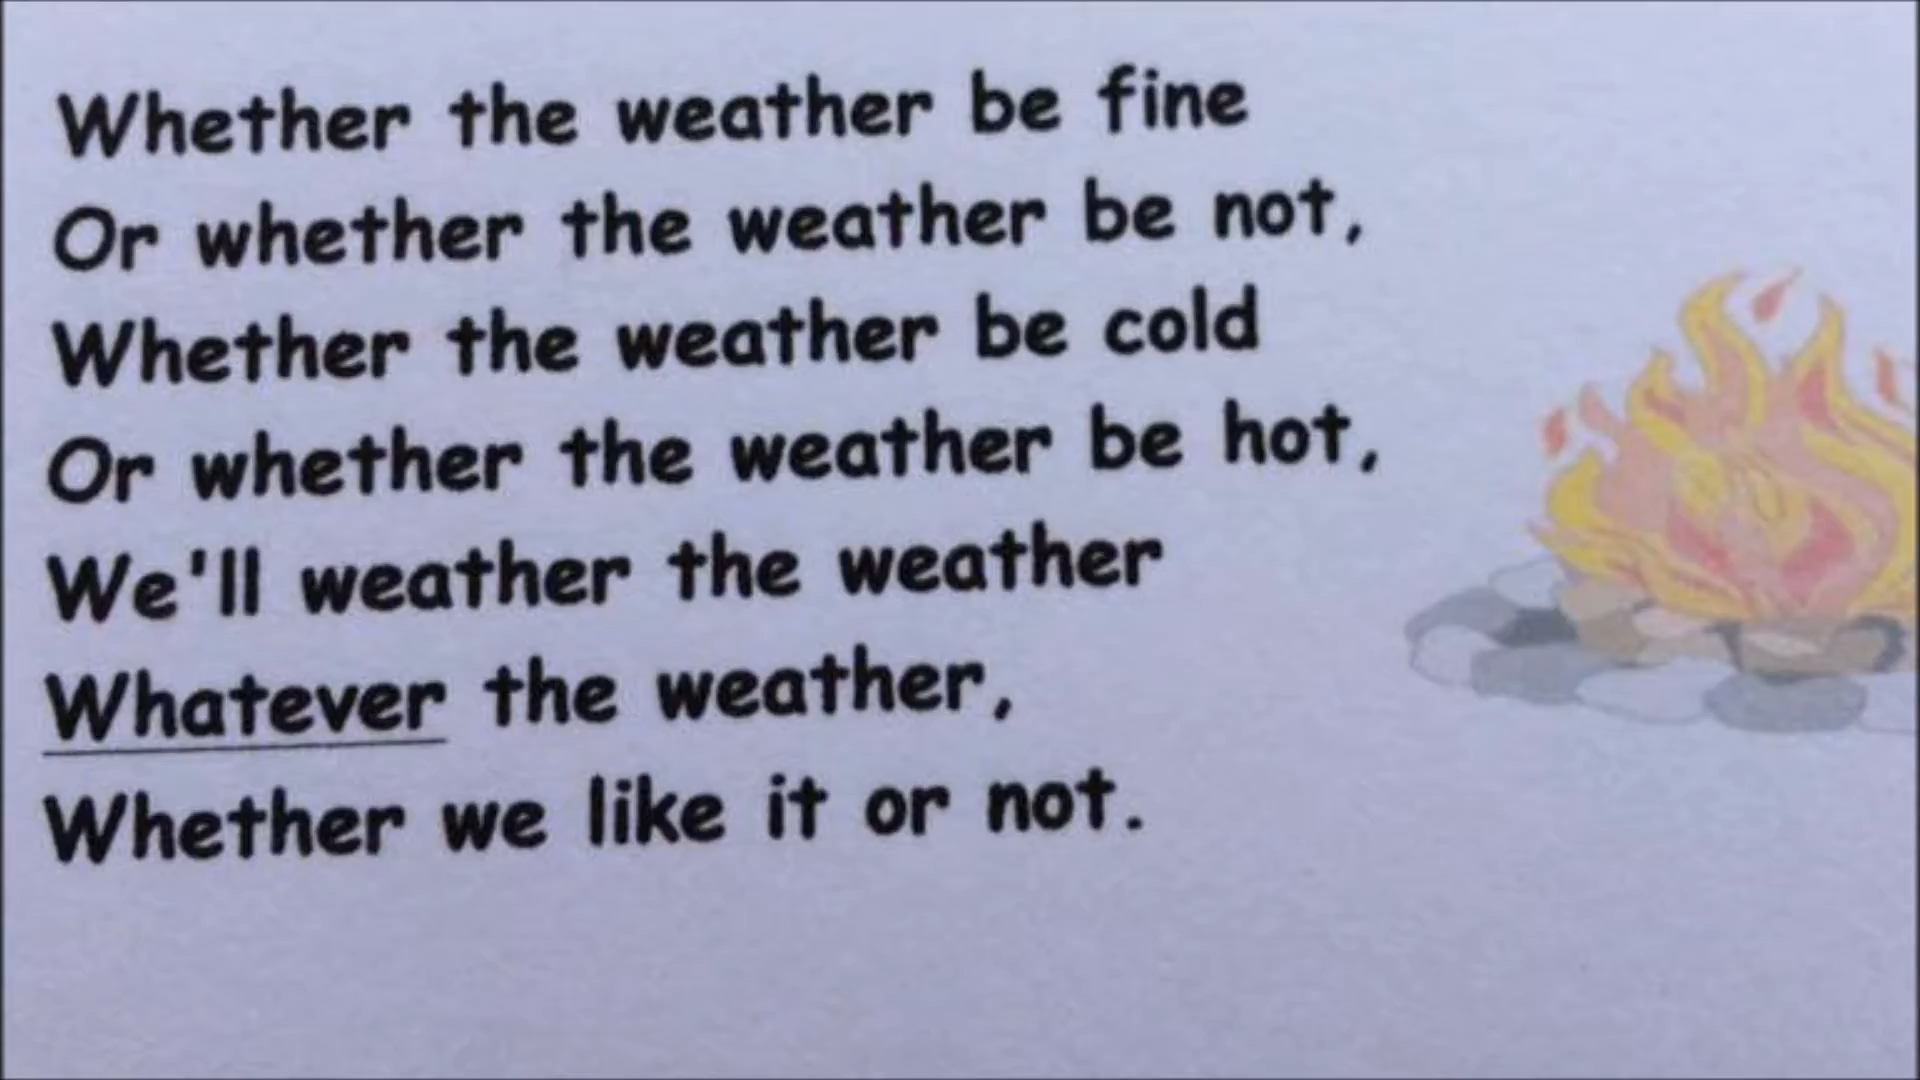 Whether the weather be fine
Or whether the weather be not,
Whether the weather be cold
Or whether the weather be hot,
We'll weather the weather
Whatever the weather,
Whether we like it or not.